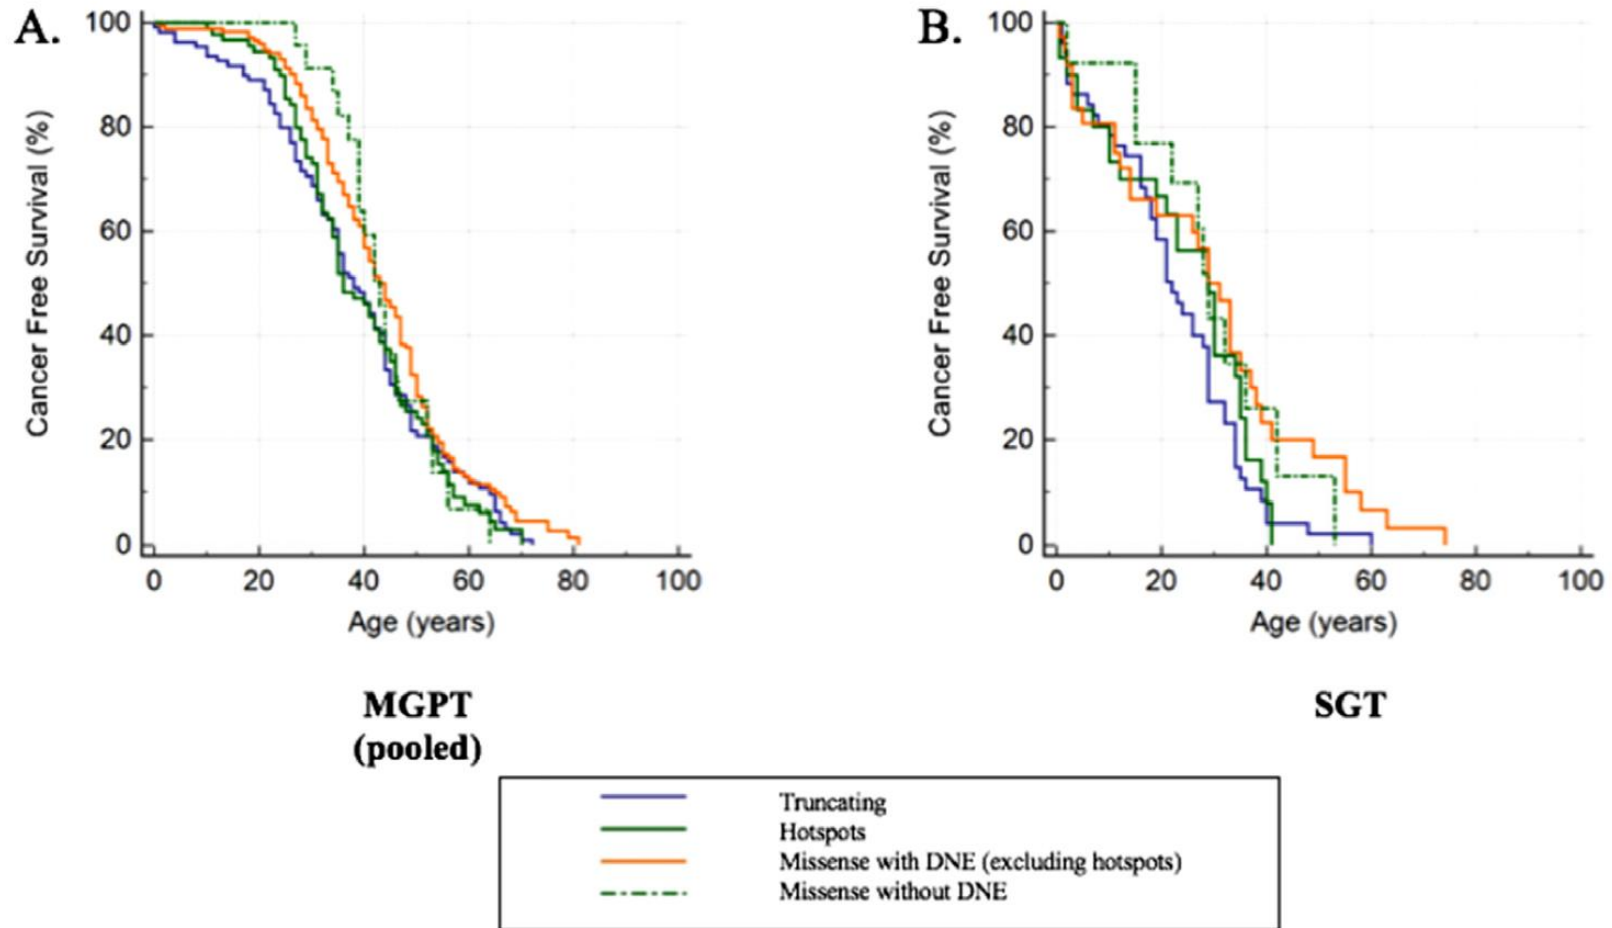 A.
B.
Cancer Free Survival (%)
100
80
60
40
20
0
0 20 40 60 80 100
Age (years)
MGPT
(pooled)
Cancer Free Survival (%)
100
80
60
40
20
0
0 20 40 60 80 100
Age (years)
SGT
Truncating
Hotspots
Missense with DNE (excluding hotspots)
Missense without DNE